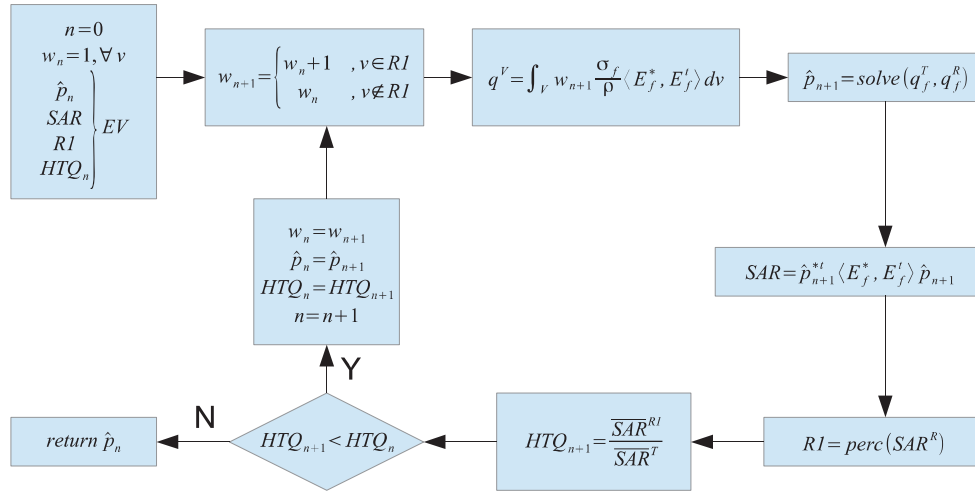 n=0
w_n=1,∀ v
p̂_n
SAR
R1
HTQ_n
} EV
w_{n+1}={ w_n+1 , v∈R1
w_n , v∉R1
q^V=∫_V w_{n+1} σ_f/ρ ⟨E_f^*, E_f^t⟩ dv
p̂_{n+1}=solve(q_f^T, q_f^R)
SAR=p̂_{n+1}^{*t} ⟨E_f^*, E_f^t⟩ p̂_{n+1}
R1=perc(SAR^R)
HTQ_{n+1}=\overline{SAR}^{R1}/\overline{SAR}^T
HTQ_{n+1}<HTQ_n
Y
w_n=w_{n+1}
p̂_n=p̂_{n+1}
HTQ_n=HTQ_{n+1}
n=n+1
N
return p̂_n